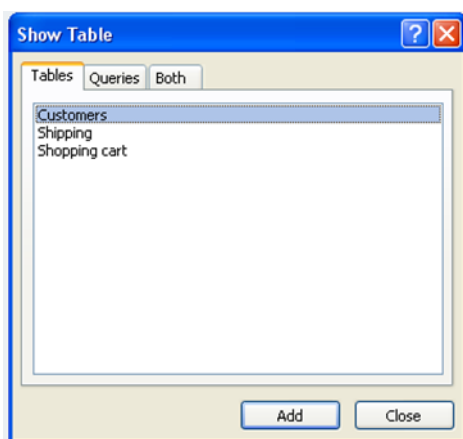 Show Table ?
Tables Queries Both
Customers
Shipping
Shopping cart
Add Close